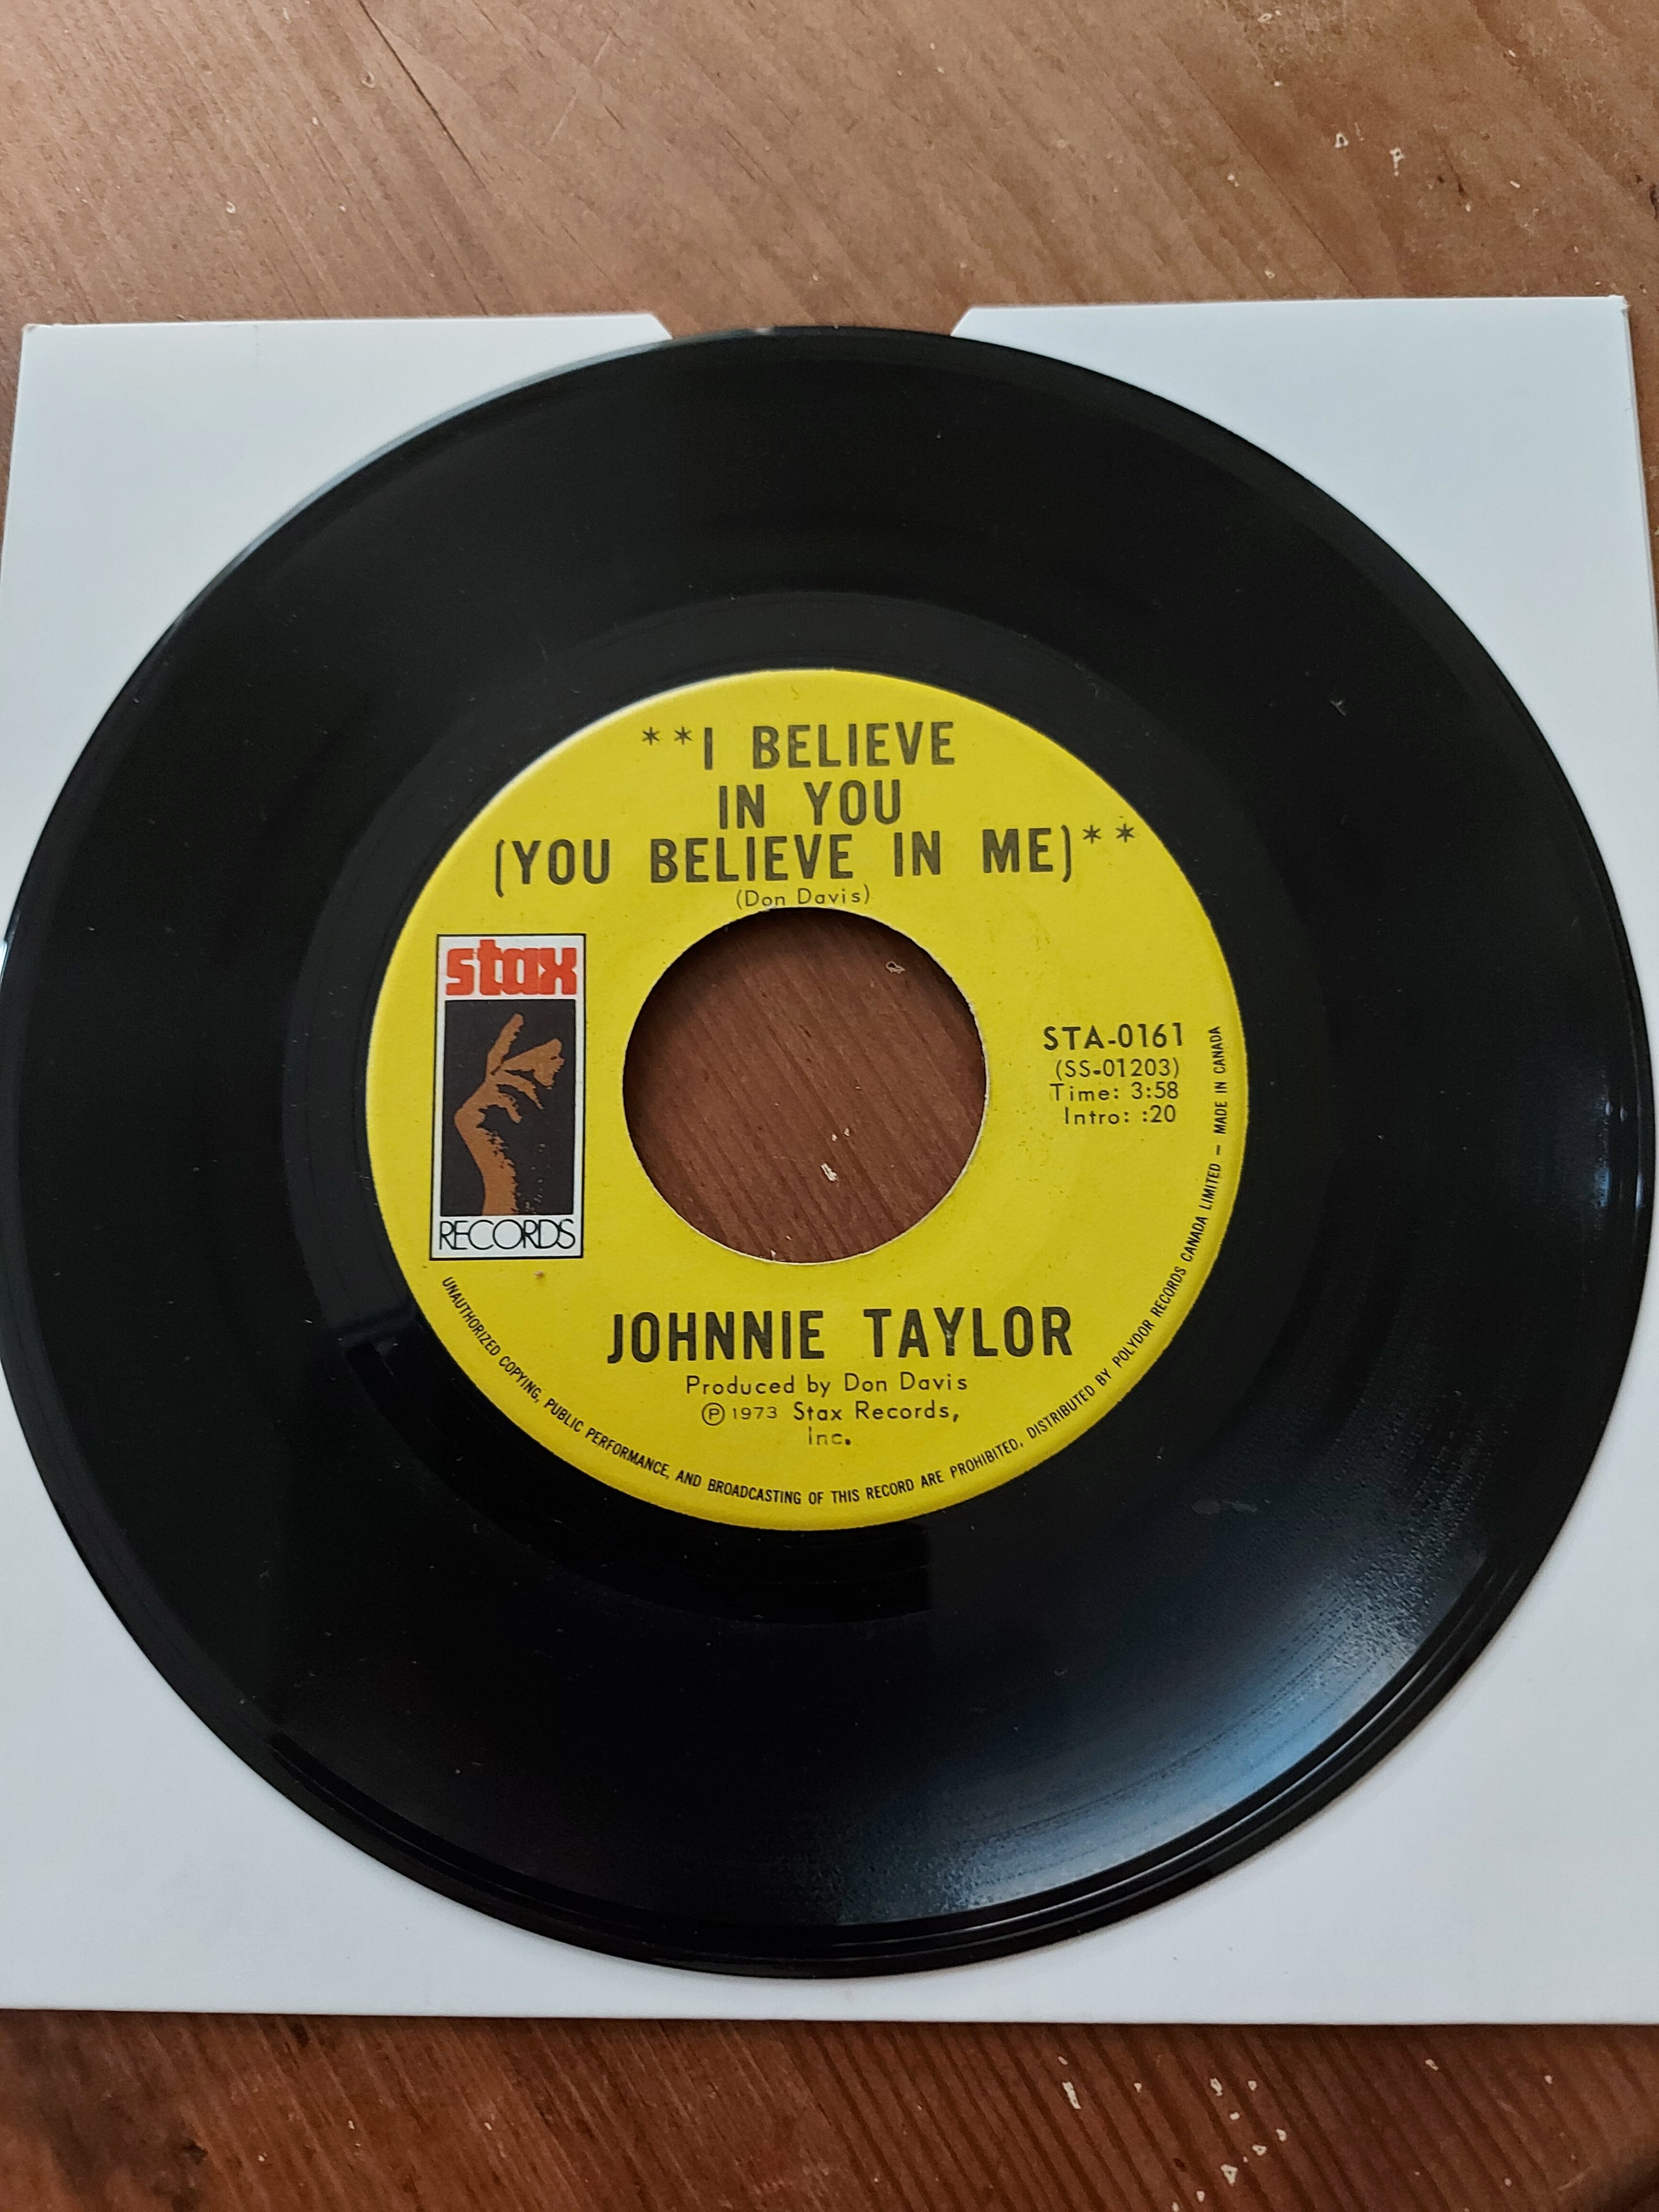 **I BELIEVE
IN YOU
(YOU BELIEVE IN ME)**
(Don Davis)
stax
RECORDS
STA-0161
(SS-01203)
Time: 3:58
Intro: :20
JOHNNIE TAYLOR
Produced by Don Davis
Ⓟ 1973 Stax Records,
Inc.
UNAUTHORIZED COPYING, PUBLIC PERFORMANCE, AND BROADCASTING OF THIS RECORD ARE PROHIBITED, DISTRIBUTED BY POLYDOR RECORDS CANADA LIMITED – MADE IN CANADA